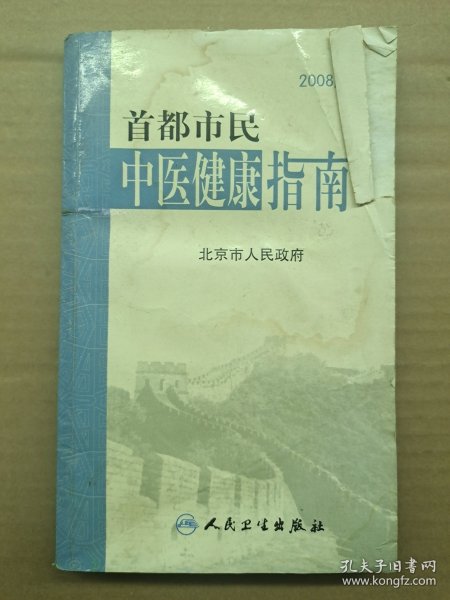 2008
首都市民
中医健康指南
北京市人民政府
人民卫生出版社
孔夫子旧书网
www.kongfz.com